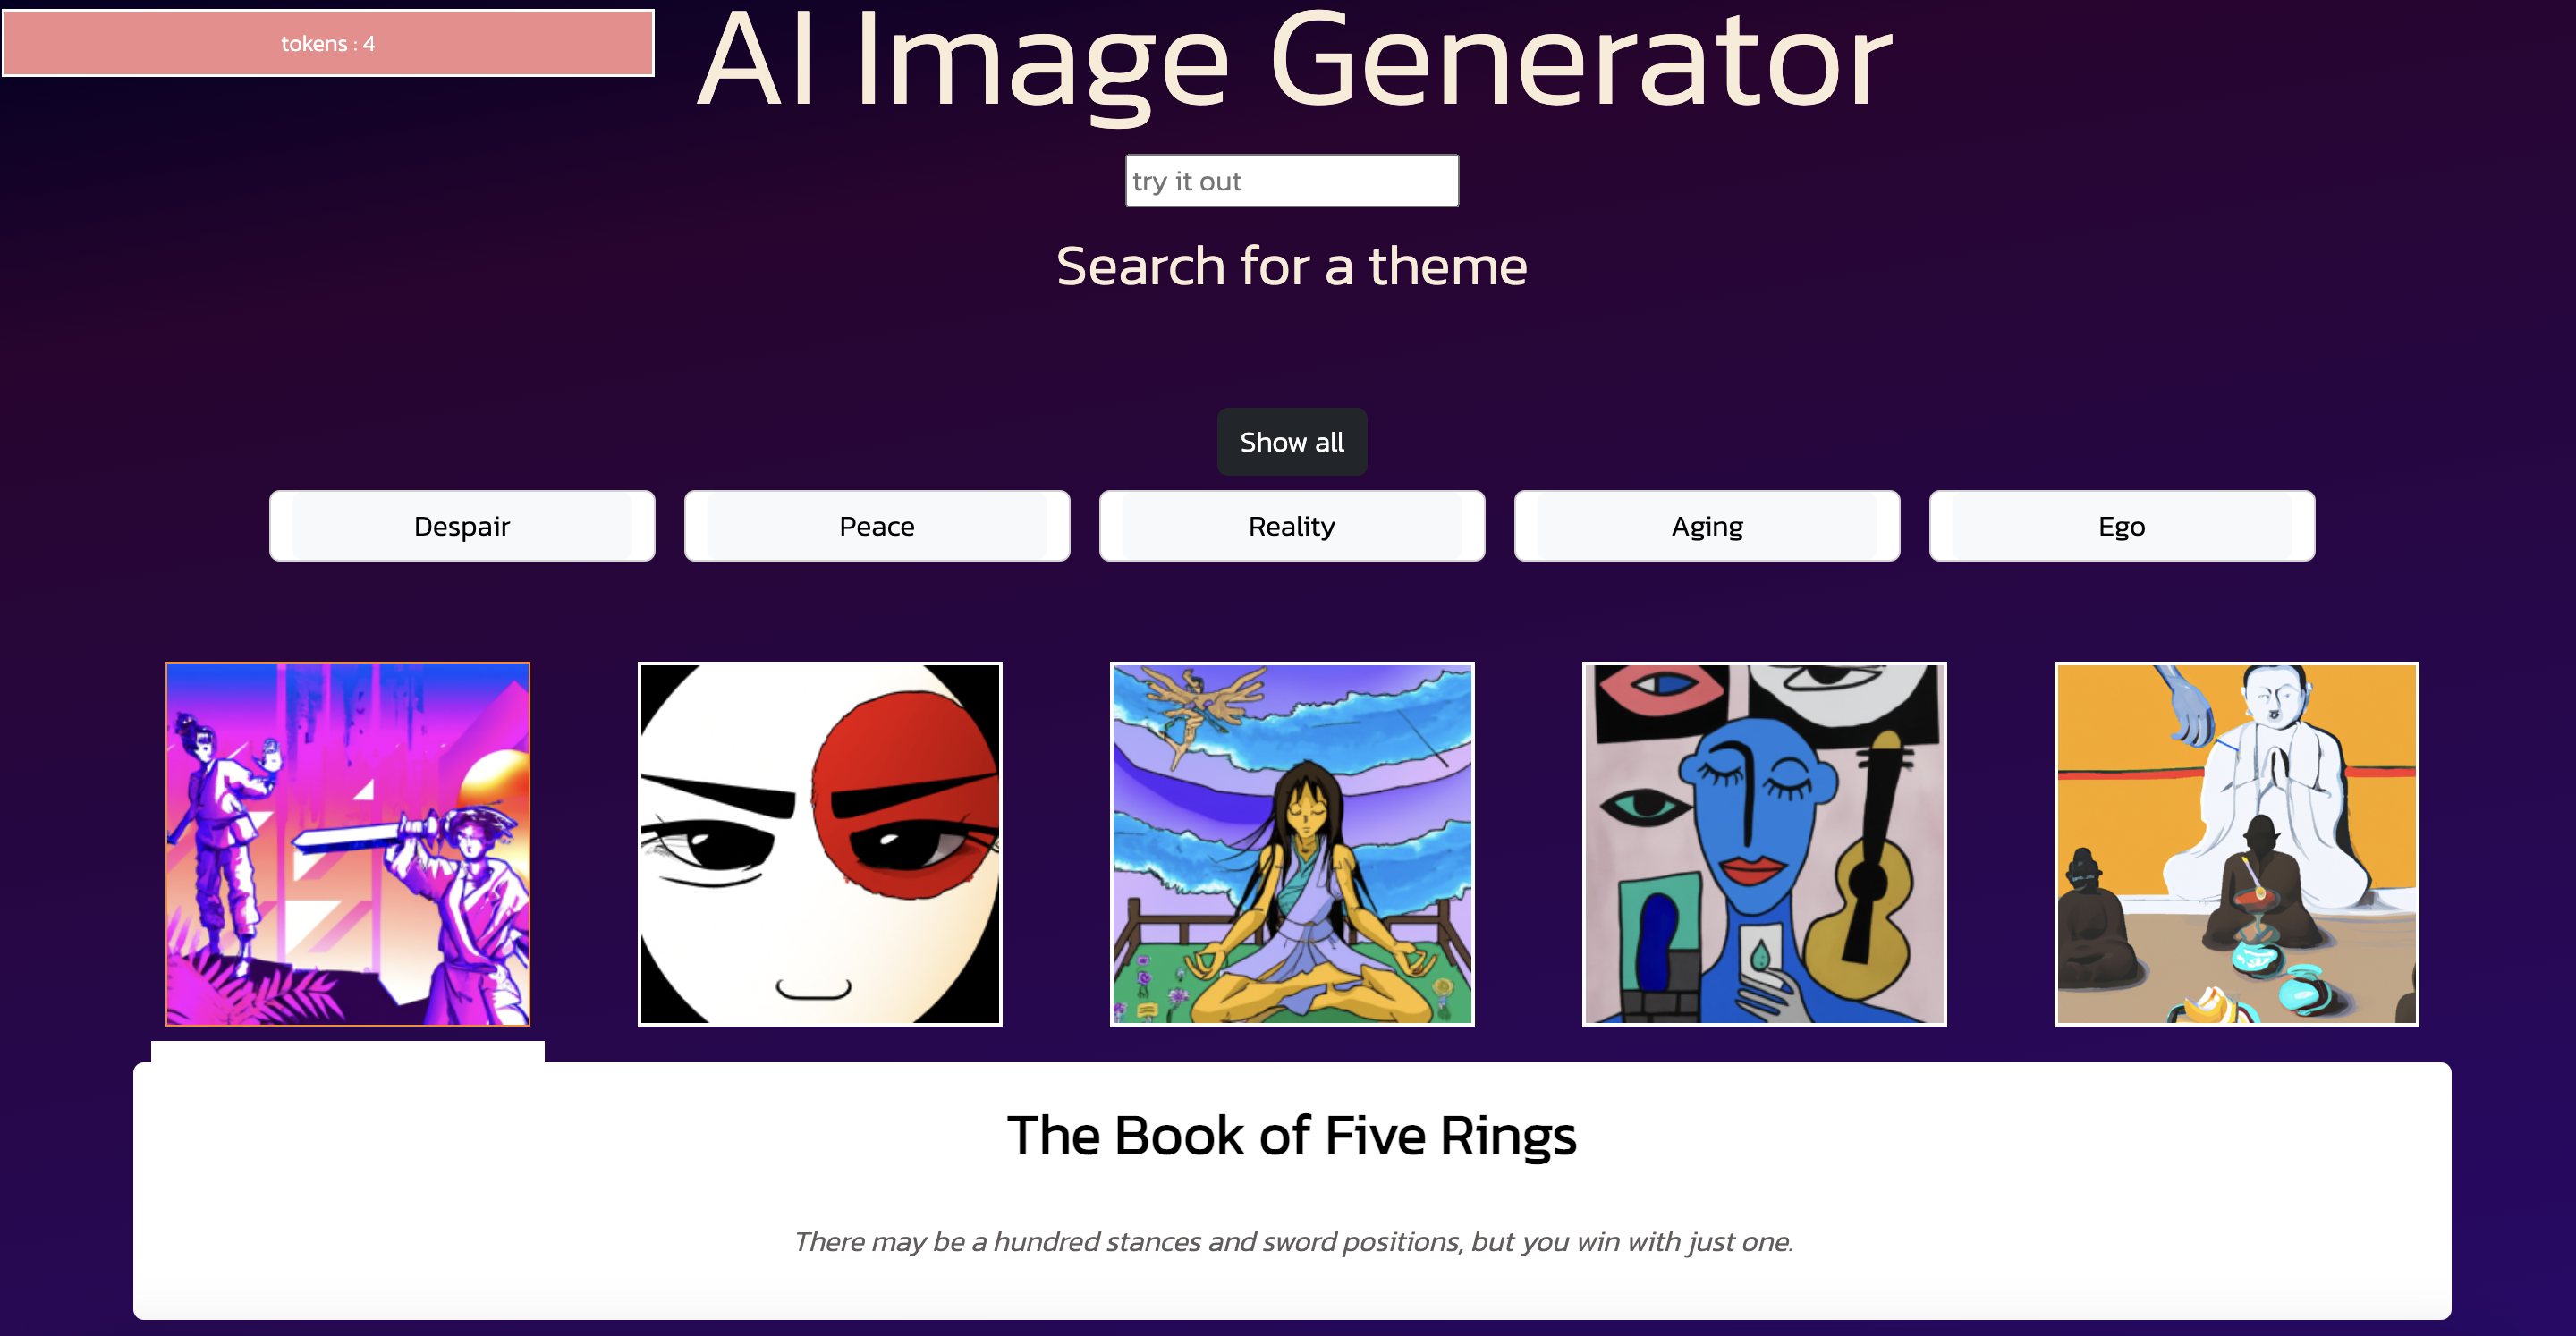 tokens : 4
AI Image Generator
try it out
Search for a theme
Show all
Despair
Peace
Reality
Aging
Ego
The Book of Five Rings
There may be a hundred stances and sword positions, but you win with just one.